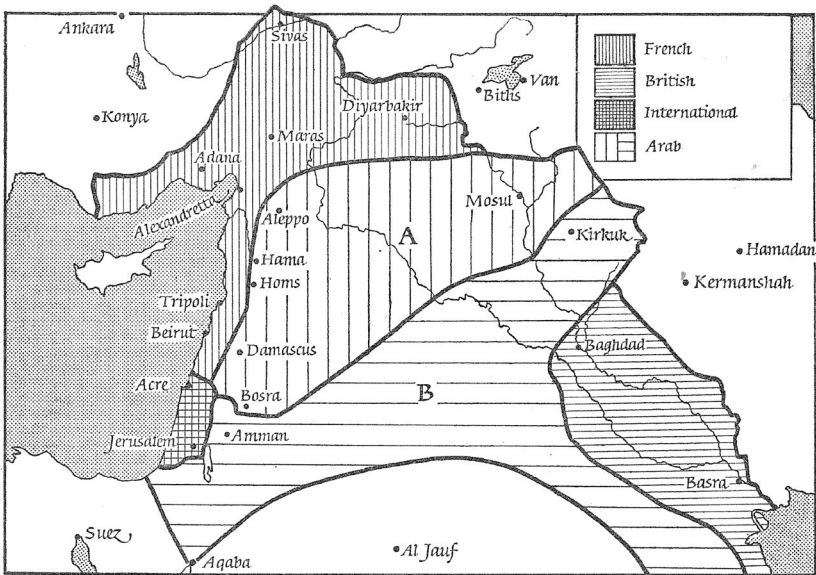 Ankara
Sivas
French
British
International
Arab
Van
Bitlis
Konya
Diyarbakir
Maras
Adana
Alexandretta
Aleppo
Mosul
A
Kirkuk
Hamadan
Hama
Homs
Kermanshah
Tripoli
Beirut
Baghdad
Damascus
Acre
Bosra
B
Amman
Jerusalem
Basra
Suez
Al Jauf
Aqaba